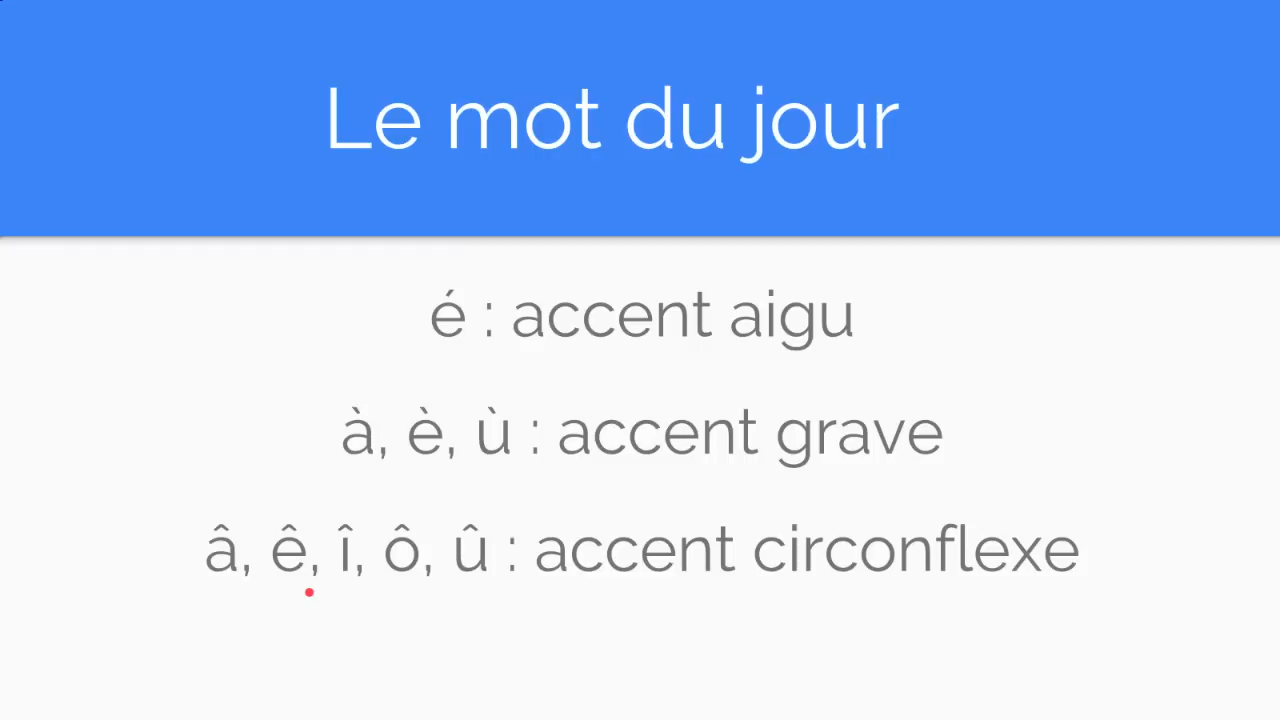 Le mot du jour
é : accent aigu
à, è, ù : accent grave
â, ê, î, ô, û : accent circonflexe